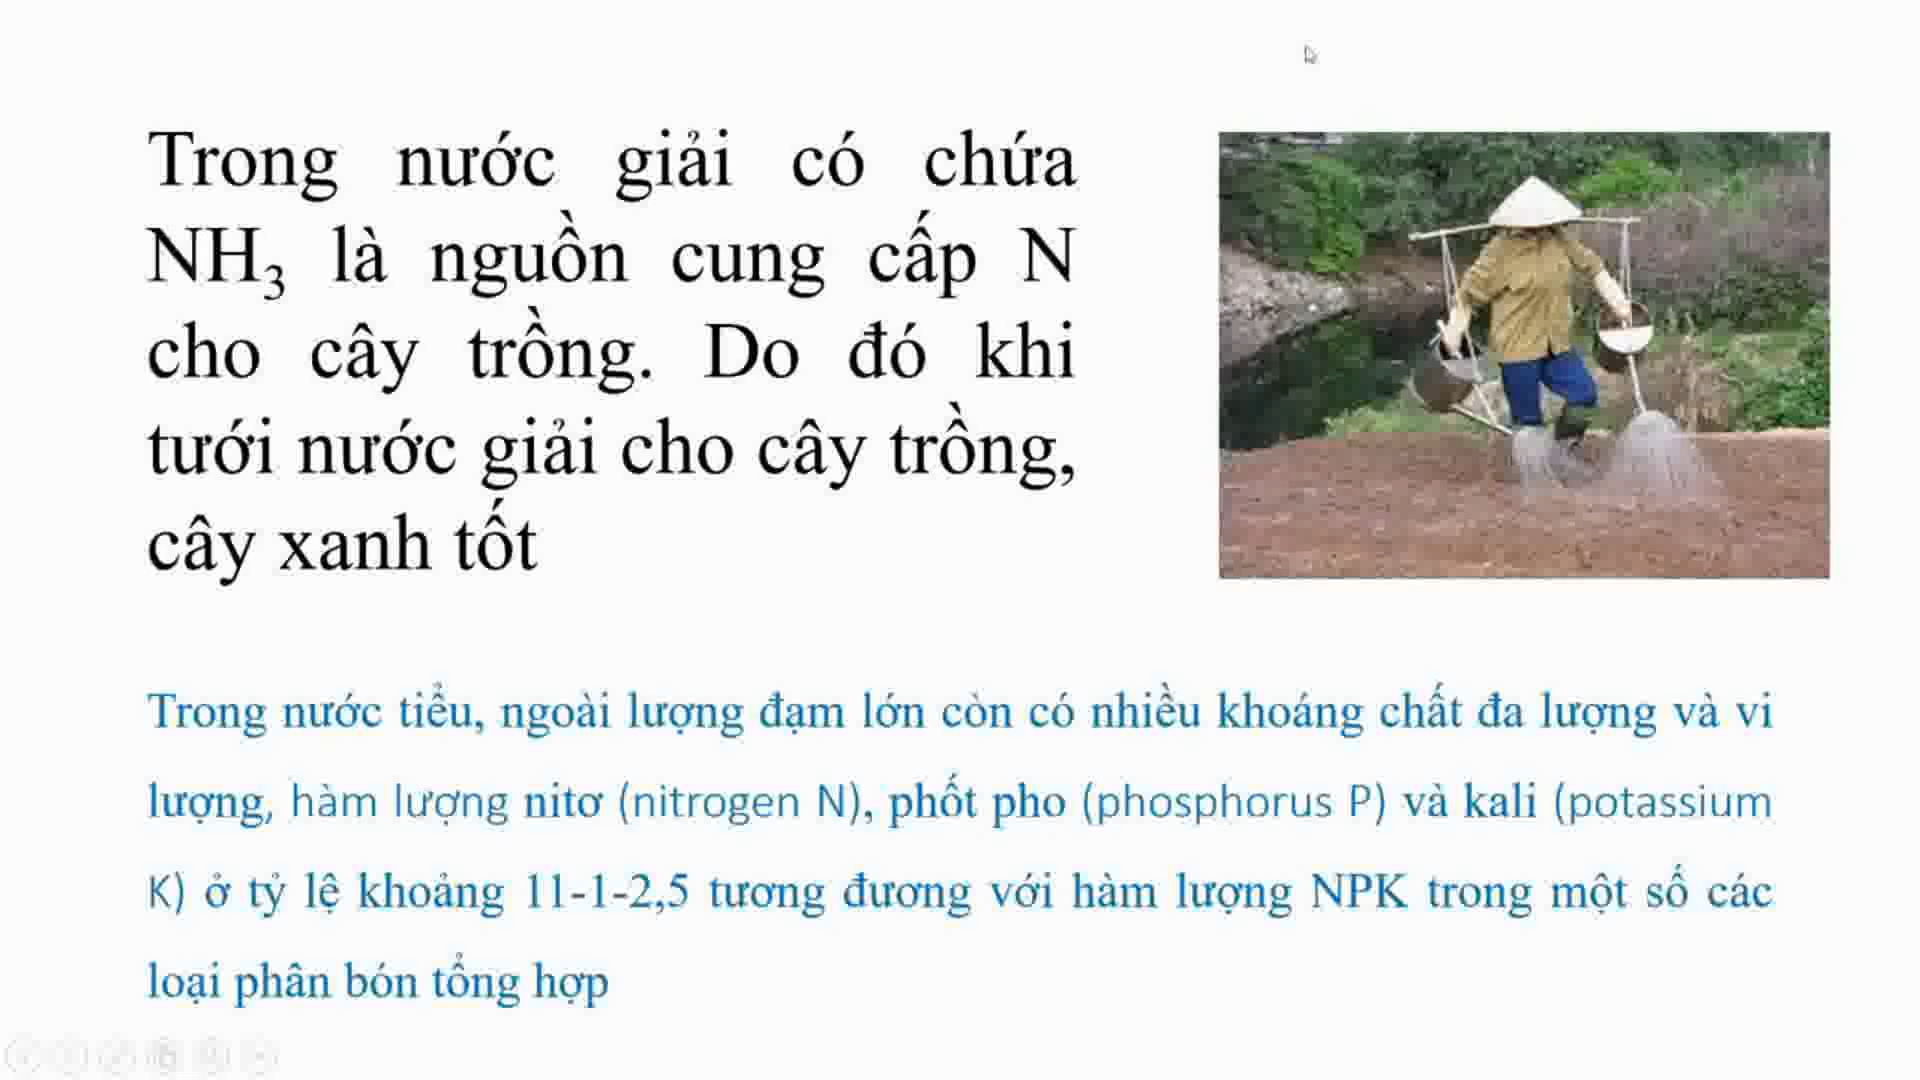 Trong nước giải có chứa
NH₃ là nguồn cung cấp N
cho cây trồng. Do đó khi
tưới nước giải cho cây trồng,
cây xanh tốt
Trong nước tiểu, ngoài lượng đạm lớn còn có nhiều khoáng chất đa lượng và vi
lượng, hàm lượng nitơ (nitrogen N), phốt pho (phosphorus P) và kali (potassium
K) ở tỷ lệ khoảng 11-1-2,5 tương đương với hàm lượng NPK trong một số các
loại phân bón tổng hợp